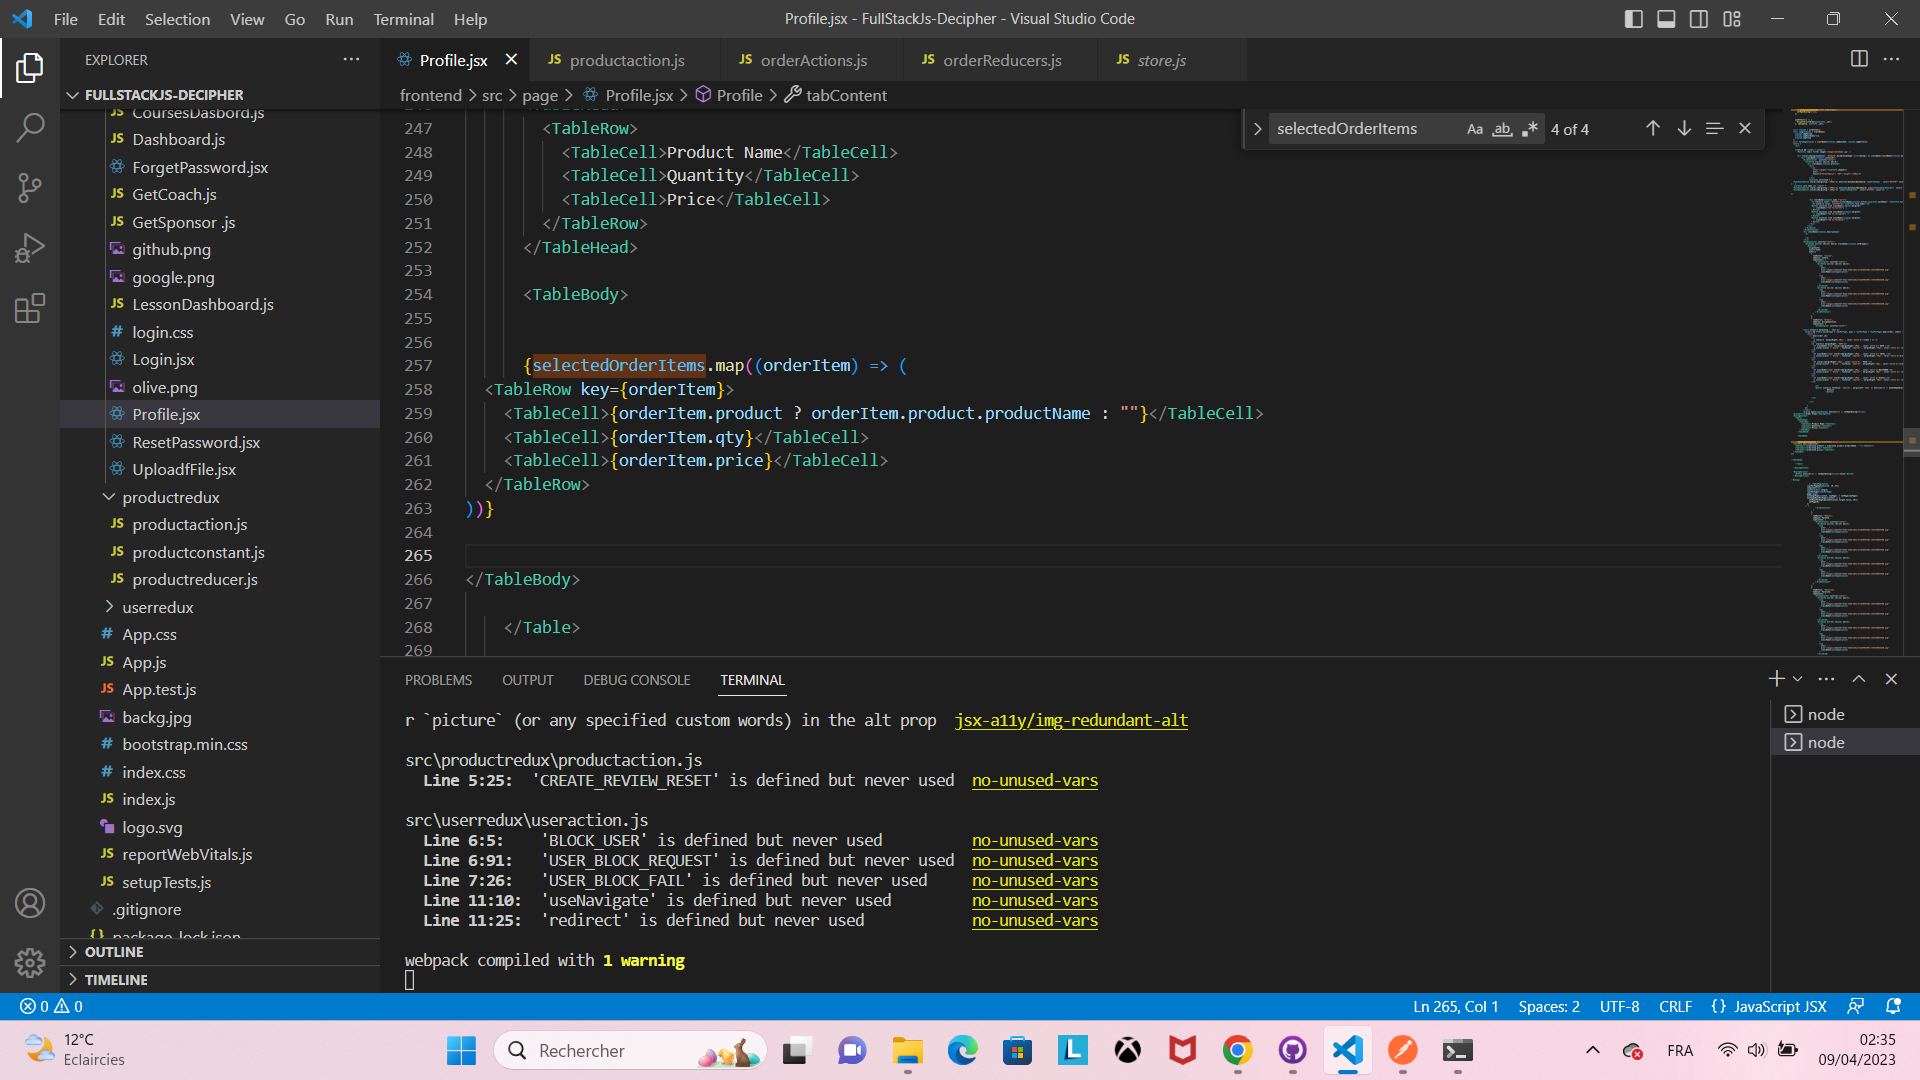 File Edit Selection View Go Run Terminal Help
Profile.jsx - FullStackJs-Decipher - Visual Studio Code
EXPLORER
FULLSTACKJS-DECIPHER
CoursesDasbord.js
Dashboard.js
ForgetPassword.jsx
GetCoach.js
GetSponsor .js
github.png
google.png
LessonDashboard.js
login.css
Login.jsx
olive.png
Profile.jsx
ResetPassword.jsx
UploadfFile.jsx
productredux
productaction.js
productconstant.js
productreducer.js
userredux
App.css
App.js
App.test.js
backg.jpg
bootstrap.min.css
index.css
index.js
logo.svg
reportWebVitals.js
setupTests.js
.gitignore
package-lock.json
OUTLINE
TIMELINE
Profile.jsx
JS productaction.js
JS orderActions.js
JS orderReducers.js
JS store.js
frontend > src > page > Profile.jsx > Profile > tabContent
selectedOrderItems Aa ab 4 of 4
247 <TableRow>
248 <TableCell>Product Name</TableCell>
249 <TableCell>Quantity</TableCell>
250 <TableCell>Price</TableCell>
251 </TableRow>
252 </TableHead>
253
254 <TableBody>
255
256
257 {selectedOrderItems.map((orderItem) => (
258 <TableRow key={orderItem}>
259 <TableCell>{orderItem.product ? orderItem.product.productName : ""}</TableCell>
260 <TableCell>{orderItem.qty}</TableCell>
261 <TableCell>{orderItem.price}</TableCell>
262 </TableRow>
263 ))}
264
265
266 </TableBody>
267
268 </Table>
269
PROBLEMS OUTPUT DEBUG CONSOLE TERMINAL
r `picture` (or any specified custom words) in the alt prop jsx-a11y/img-redundant-alt
src\productredux\productaction.js
Line 5:25: 'CREATE_REVIEW_RESET' is defined but never used no-unused-vars
src\userredux\useraction.js
Line 6:5: 'BLOCK_USER' is defined but never used no-unused-vars
Line 6:91: 'USER_BLOCK_REQUEST' is defined but never used no-unused-vars
Line 7:26: 'USER_BLOCK_FAIL' is defined but never used no-unused-vars
Line 11:10: 'useNavigate' is defined but never used no-unused-vars
Line 11:25: 'redirect' is defined but never used no-unused-vars
webpack compiled with 1 warning
node
node
0 0
Ln 265, Col 1 Spaces: 2 UTF-8 CRLF {} JavaScript JSX
12°C
Eclaircies
Rechercher
FRA
02:35
09/04/2023